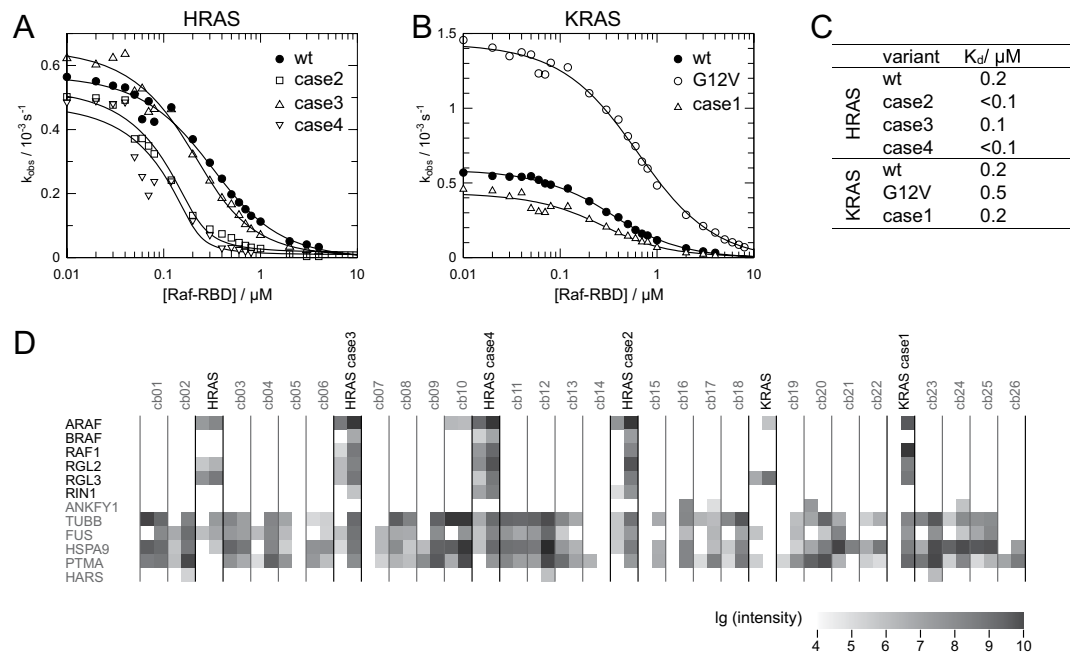 A
HRAS
k_obs / 10⁻³ s⁻¹
0.6
0.4
0.2
0
0.01
0.1
1
10
[Raf-RBD] / µM
wt
case2
case3
case4
B
KRAS
k_obs / 10⁻³ s⁻¹
1.5
1
0.5
0
0.01
0.1
1
10
[Raf-RBD] / µM
wt
G12V
case1
C
variant K_d/ µM
HRAS
wt 0.2
case2 <0.1
case3 0.1
case4 <0.1
KRAS
wt 0.2
G12V 0.5
case1 0.2
D
cb01
cb02
HRAS
cb03
cb04
cb05
cb06
HRAS case3
cb07
cb08
cb09
cb10
HRAS case4
cb11
cb12
cb13
cb14
HRAS case2
cb15
cb16
cb17
cb18
KRAS
cb19
cb20
cb21
cb22
KRAS case1
cb23
cb24
cb25
cb26
ARAF
BRAF
RAF1
RGL2
RGL3
RIN1
ANKFY1
TUBB
FUS
HSPA9
PTMA
HARS
lg (intensity)
4 5 6 7 8 9 10